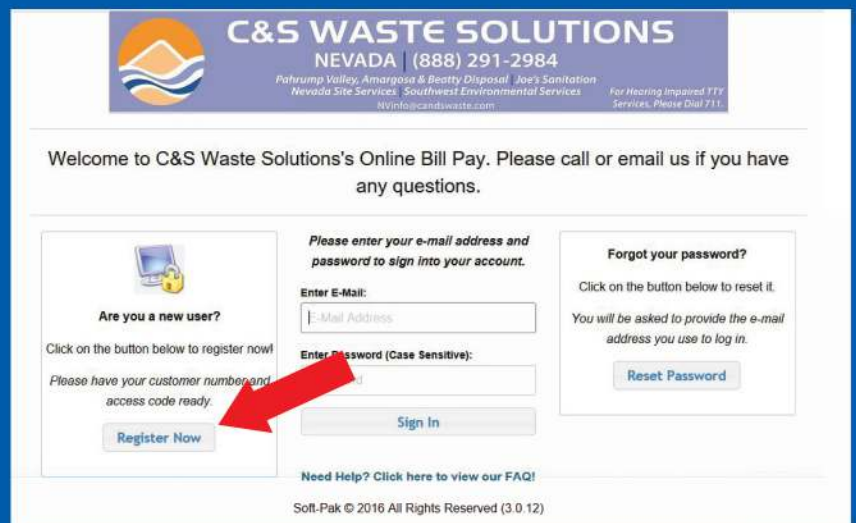 C&S WASTE SOLUTIONS
NEVADA | (888) 291-2984
Pahrump Valley, Amargosa & Beatty Disposal | Joe's Sanitation
Nevada Site Services | Southwest Environmental Services
NVinfo@candswaste.com
For Hearing Impaired TTY
Services, Please Dial 711.
Welcome to C&S Waste Solutions's Online Bill Pay. Please call or email us if you have
any questions.
Are you a new user?
Click on the button below to register now!
Please have your customer number and
access code ready.
Register Now
Please enter your e-mail address and
password to sign into your account.
Enter E-Mail:
E-Mail Address
Enter Password (Case Sensitive):
Sign In
Need Help? Click here to view our FAQ!
Forgot your password?
Click on the button below to reset it.
You will be asked to provide the e-mail
address you use to log in.
Reset Password
Soft-Pak © 2016 All Rights Reserved (3.0.12)